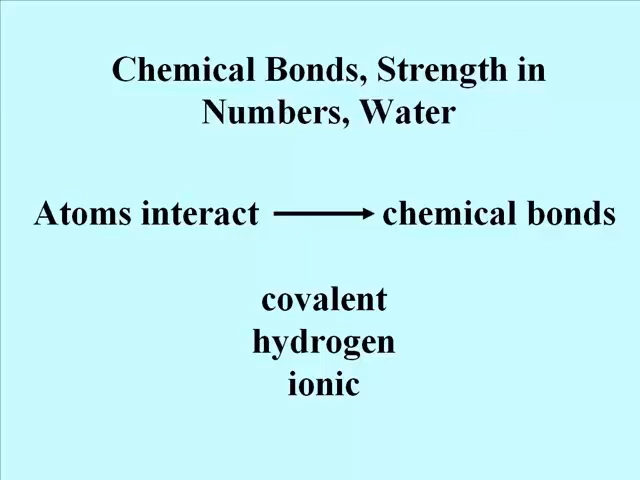 Chemical Bonds, Strength in
Numbers, Water
Atoms interact chemical bonds
covalent
hydrogen
ionic